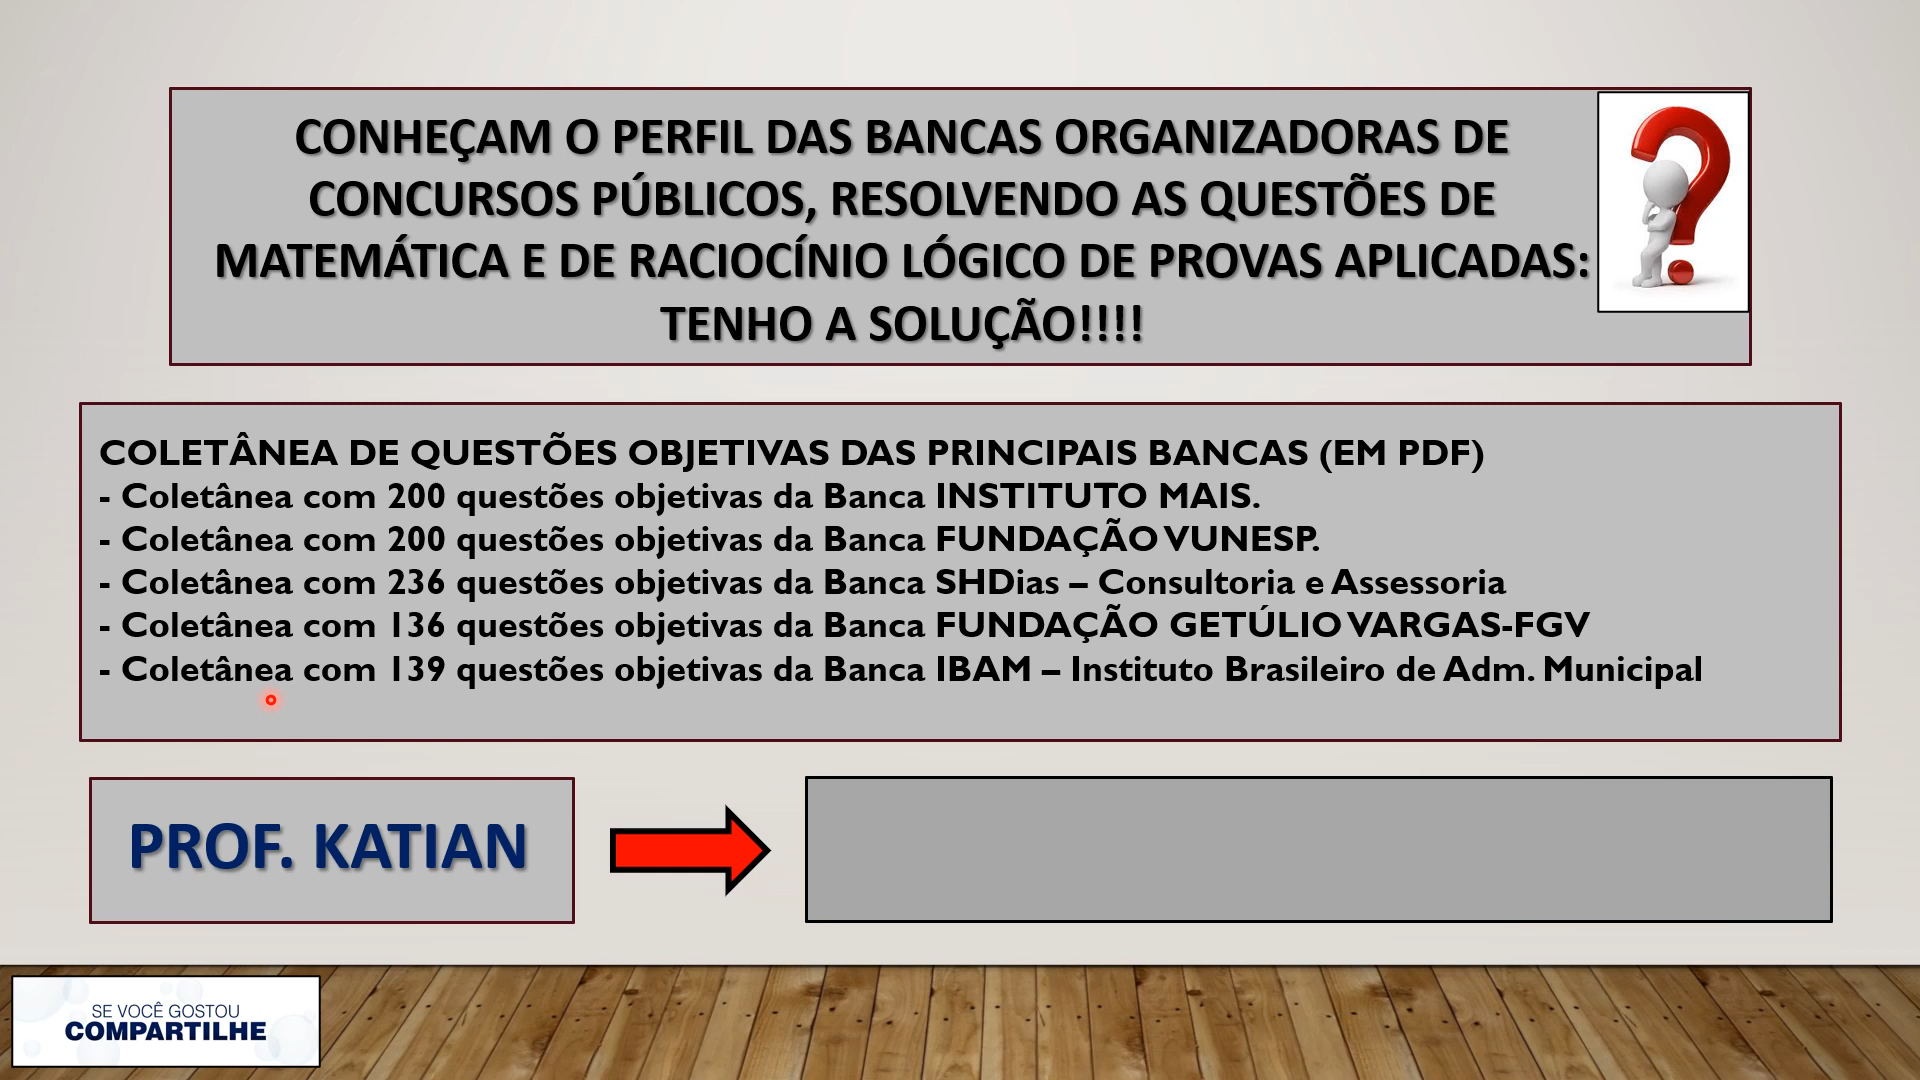 CONHEÇAM O PERFIL DAS BANCAS ORGANIZADORAS DE
CONCURSOS PÚBLICOS, RESOLVENDO AS QUESTÕES DE
MATEMÁTICA E DE RACIOCÍNIO LÓGICO DE PROVAS APLICADAS:
TENHO A SOLUÇÃO!!!!
COLETÂNEA DE QUESTÕES OBJETIVAS DAS PRINCIPAIS BANCAS (EM PDF)
- Coletânea com 200 questões objetivas da Banca INSTITUTO MAIS.
- Coletânea com 200 questões objetivas da Banca FUNDAÇÃO VUNESP.
- Coletânea com 236 questões objetivas da Banca SHDias – Consultoria e Assessoria
- Coletânea com 136 questões objetivas da Banca FUNDAÇÃO GETÚLIO VARGAS-FGV
- Coletânea com 139 questões objetivas da Banca IBAM – Instituto Brasileiro de Adm. Municipal
PROF. KATIAN
SE VOCÊ GOSTOU
COMPARTILHE